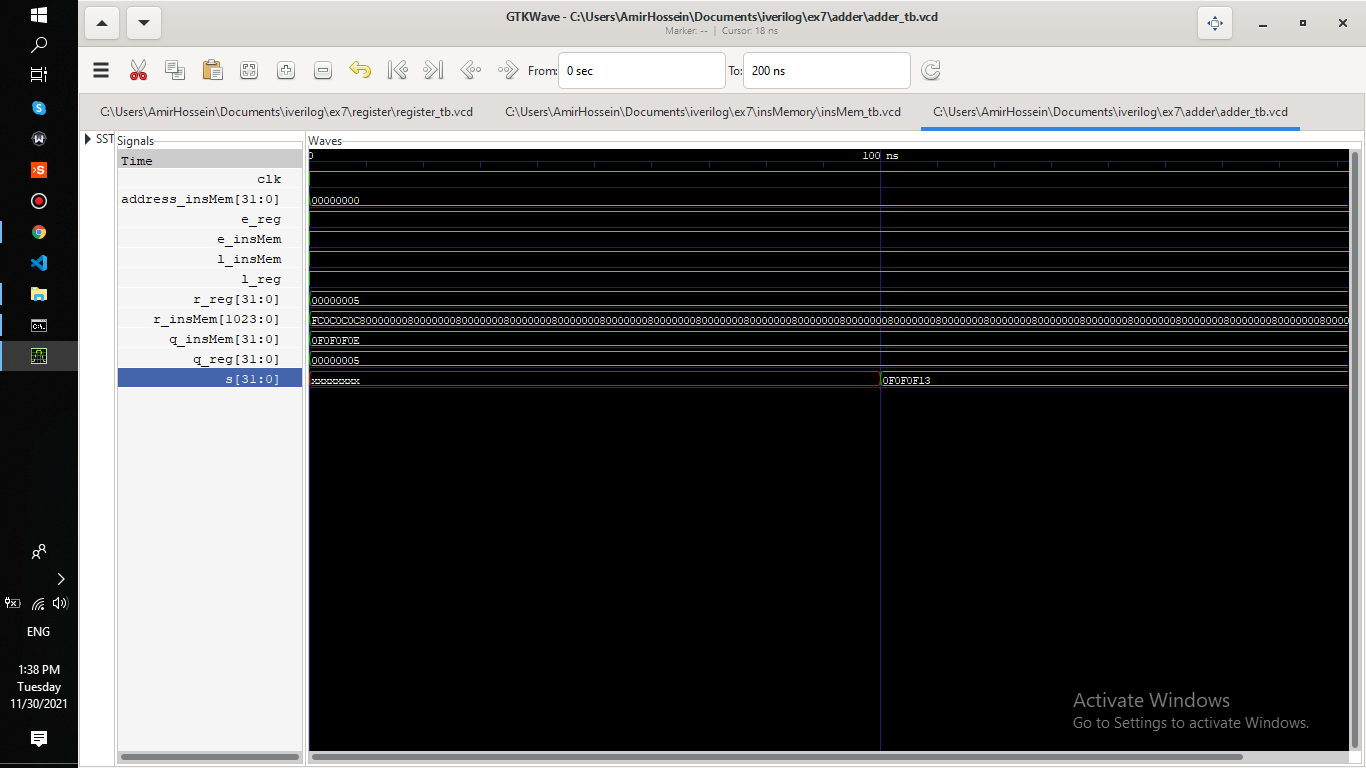 GTKWave - C:\Users\AmirHossein\Documents\iverilog\ex7\adder\adder_tb.vcd
Marker: -- | Cursor: 18 ns
From: 0 sec To: 200 ns
C:\Users\AmirHossein\Documents\iverilog\ex7\register\register_tb.vcd C:\Users\AmirHossein\Documents\iverilog\ex7\insMemory\insMem_tb.vcd C:\Users\AmirHossein\Documents\iverilog\ex7\adder\adder_tb.vcd
SST Signals Waves
Time 0 100 ns
clk
address_insMem[31:0] 00000000
e_reg
e_insMem
l_insMem
l_reg
r_reg[31:0] 00000005
r_insMem[1023:0]
q_insMem[31:0] 0F0F0F0E
q_reg[31:0] 00000005
s[31:0] xxxxxxxx 0F0F0F13
ENG
1:38 PM
Tuesday
11/30/2021
Activate Windows
Go to Settings to activate Windows.